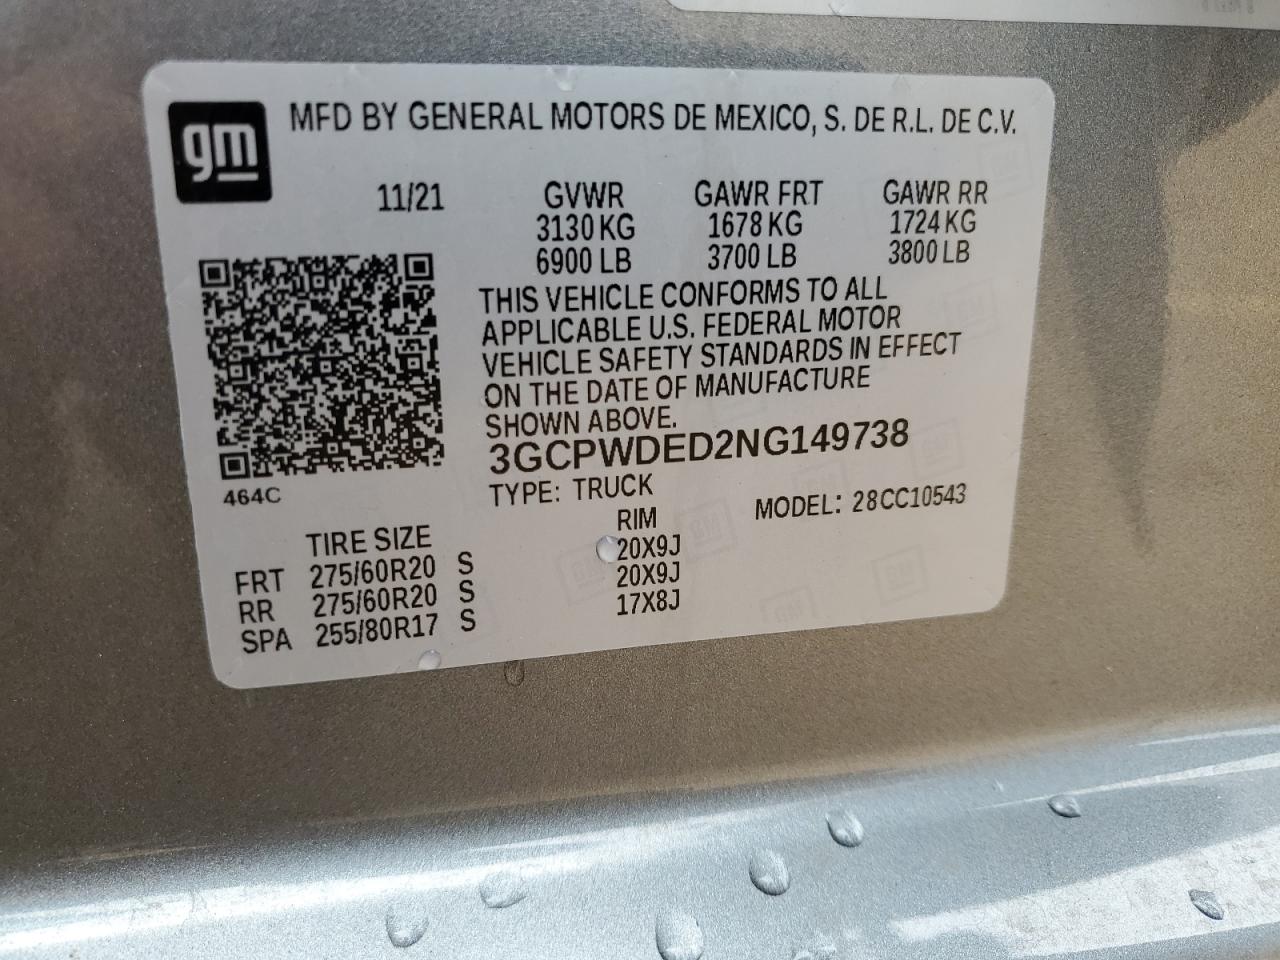 gm
MFD BY GENERAL MOTORS DE MEXICO, S. DE R.L. DE C.V.
11/21 GVWR GAWR FRT GAWR RR
3130 KG 1678 KG 1724 KG
6900 LB 3700 LB 3800 LB
THIS VEHICLE CONFORMS TO ALL
APPLICABLE U.S. FEDERAL MOTOR
VEHICLE SAFETY STANDARDS IN EFFECT
ON THE DATE OF MANUFACTURE
SHOWN ABOVE.
3GCPWDED2NG149738
464C
TYPE: TRUCK MODEL: 28CC10543
TIRE SIZE RIM
FRT 275/60R20 S 20X9J
RR 275/60R20 S 20X9J
SPA 255/80R17 S 17X8J